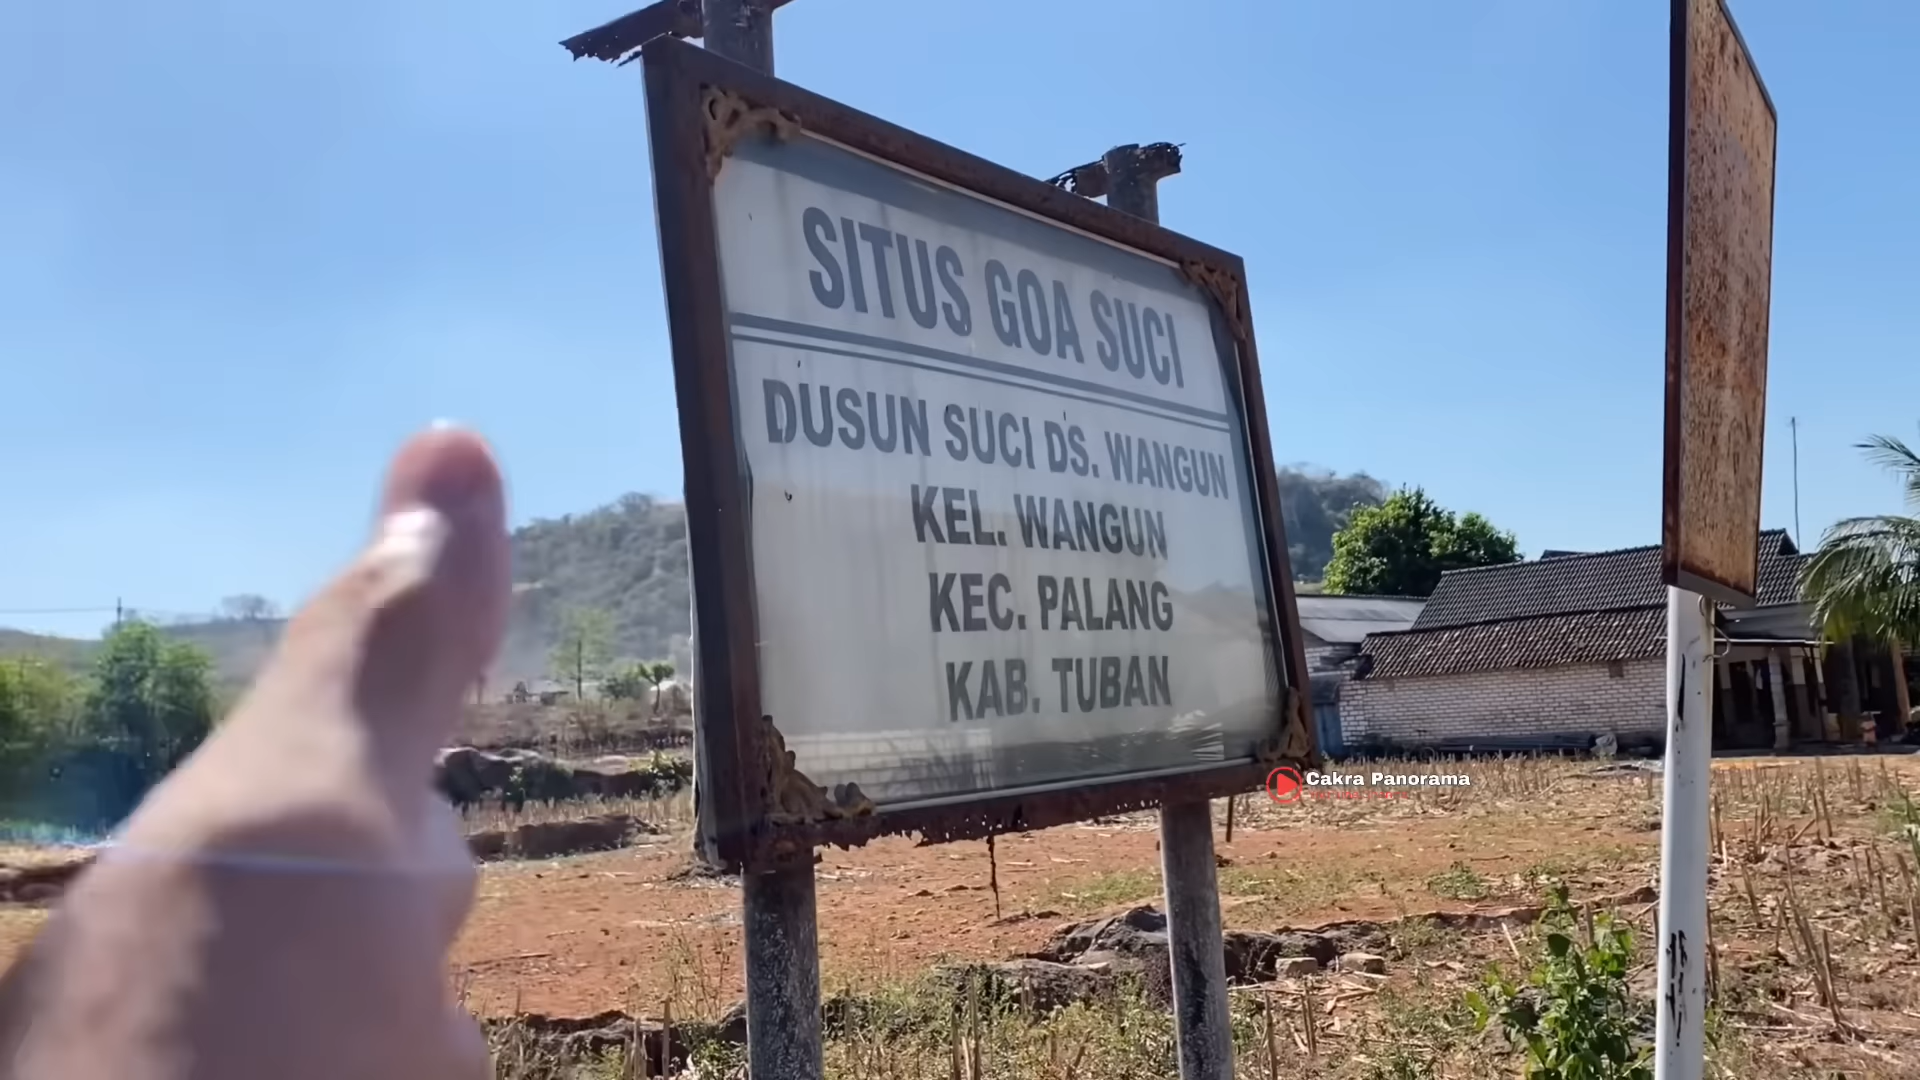 SITUS GOA SUCI
DUSUN SUCI DS. WANGUN
KEL. WANGUN
KEC. PALANG
KAB. TUBAN
Cakra Panorama